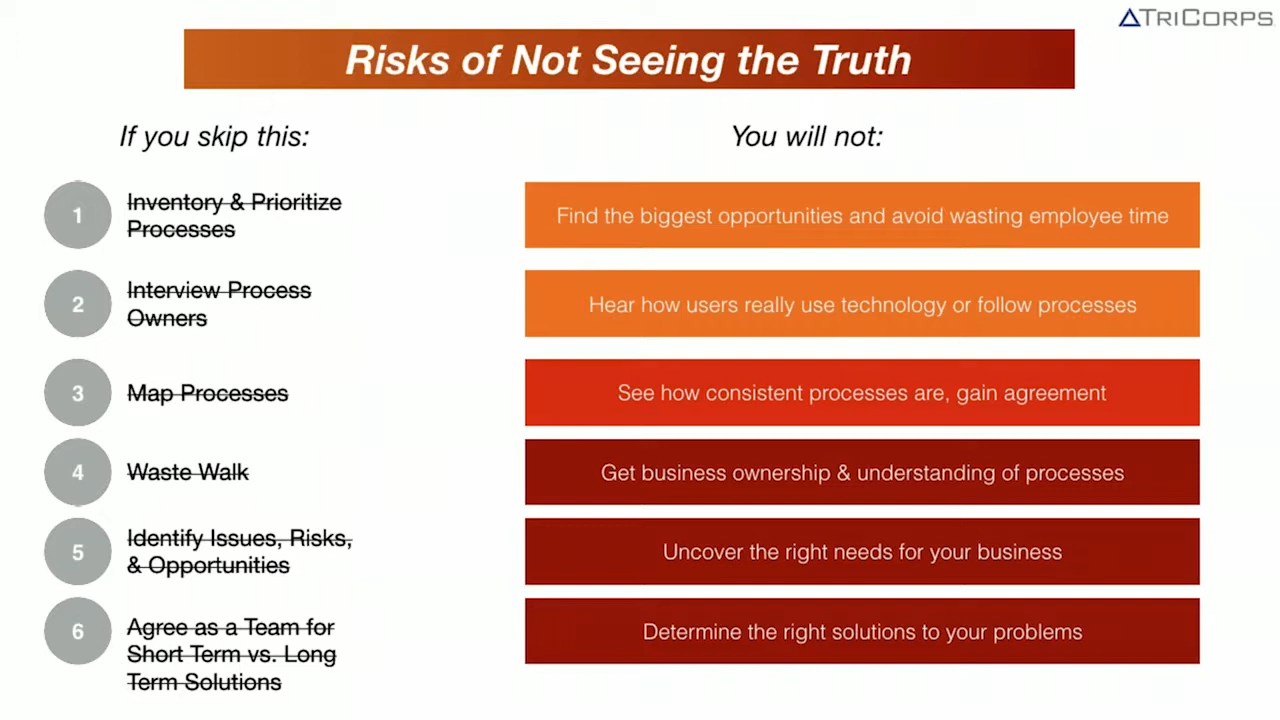 TRICORPS
Risks of Not Seeing the Truth
If you skip this:
You will not:
1
Inventory & Prioritize
Processes
Find the biggest opportunities and avoid wasting employee time
2
Interview Process
Owners
Hear how users really use technology or follow processes
3
Map Processes
See how consistent processes are, gain agreement
4
Waste Walk
Get business ownership & understanding of processes
5
Identify Issues, Risks,
& Opportunities
Uncover the right needs for your business
6
Agree as a Team for
Short Term vs. Long
Term Solutions
Determine the right solutions to your problems